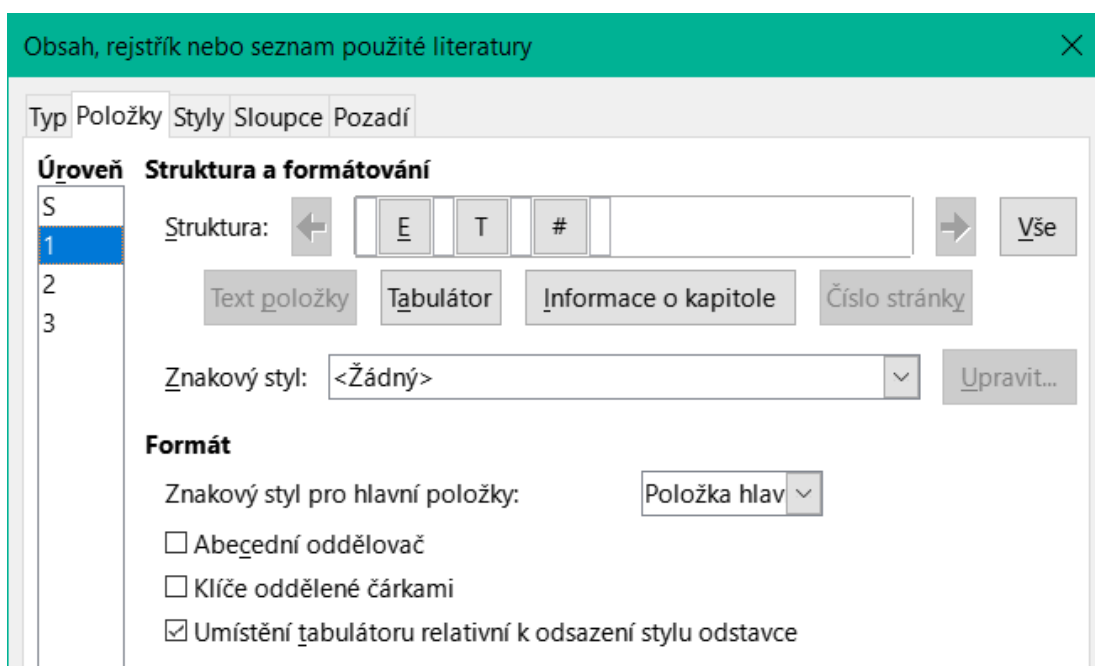 Obsah, rejstřík nebo seznam použité literatury
Typ Položky Styly Sloupce Pozadí
Úroveň Struktura a formátování
S
1
2
3
Struktura: E T # Vše
Text položky Tabulátor Informace o kapitole Číslo stránky
Znakový styl: <Žádný> Upravit...
Formát
Znakový styl pro hlavní položky: Položka hlav
Abecední oddělovač
Klíče oddělené čárkami
Umístění tabulátoru relativní k odsazení stylu odstavce